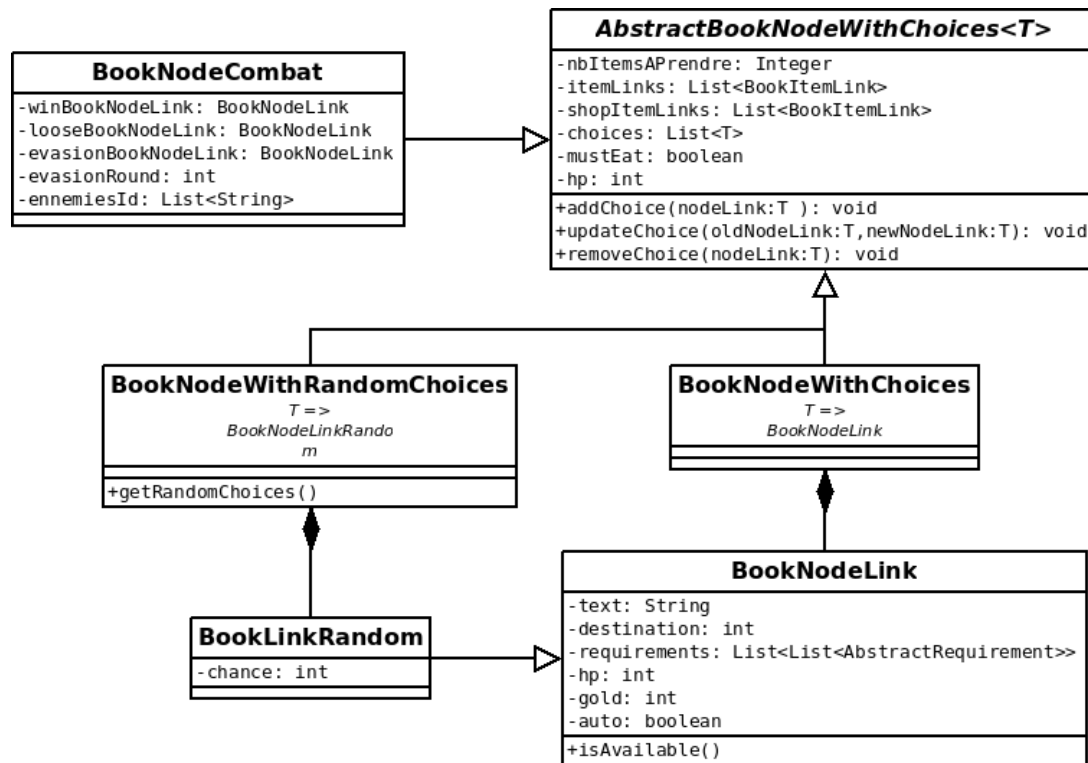 AbstractBookNodeWithChoices<T>
-nbItemsAPrendre: Integer
-itemLinks: List<BookItemLink>
-shopItemLinks: List<BookItemLink>
-choices: List<T>
-mustEat: boolean
-hp: int
+addChoice(nodeLink:T ): void
+updateChoice(oldNodeLink:T,newNodeLink:T): void
+removeChoice(nodeLink:T): void
BookNodeCombat
-winBookNodeLink: BookNodeLink
-looseBookNodeLink: BookNodeLink
-evasionBookNodeLink: BookNodeLink
-evasionRound: int
-ennemiesId: List<String>
BookNodeWithRandomChoices
T =>
BookNodeLinkRando
m
+getRandomChoices()
BookNodeWithChoices
T =>
BookNodeLink
BookLinkRandom
-chance: int
BookNodeLink
-text: String
-destination: int
-requirements: List<List<AbstractRequirement>>
-hp: int
-gold: int
-auto: boolean
+isAvailable()